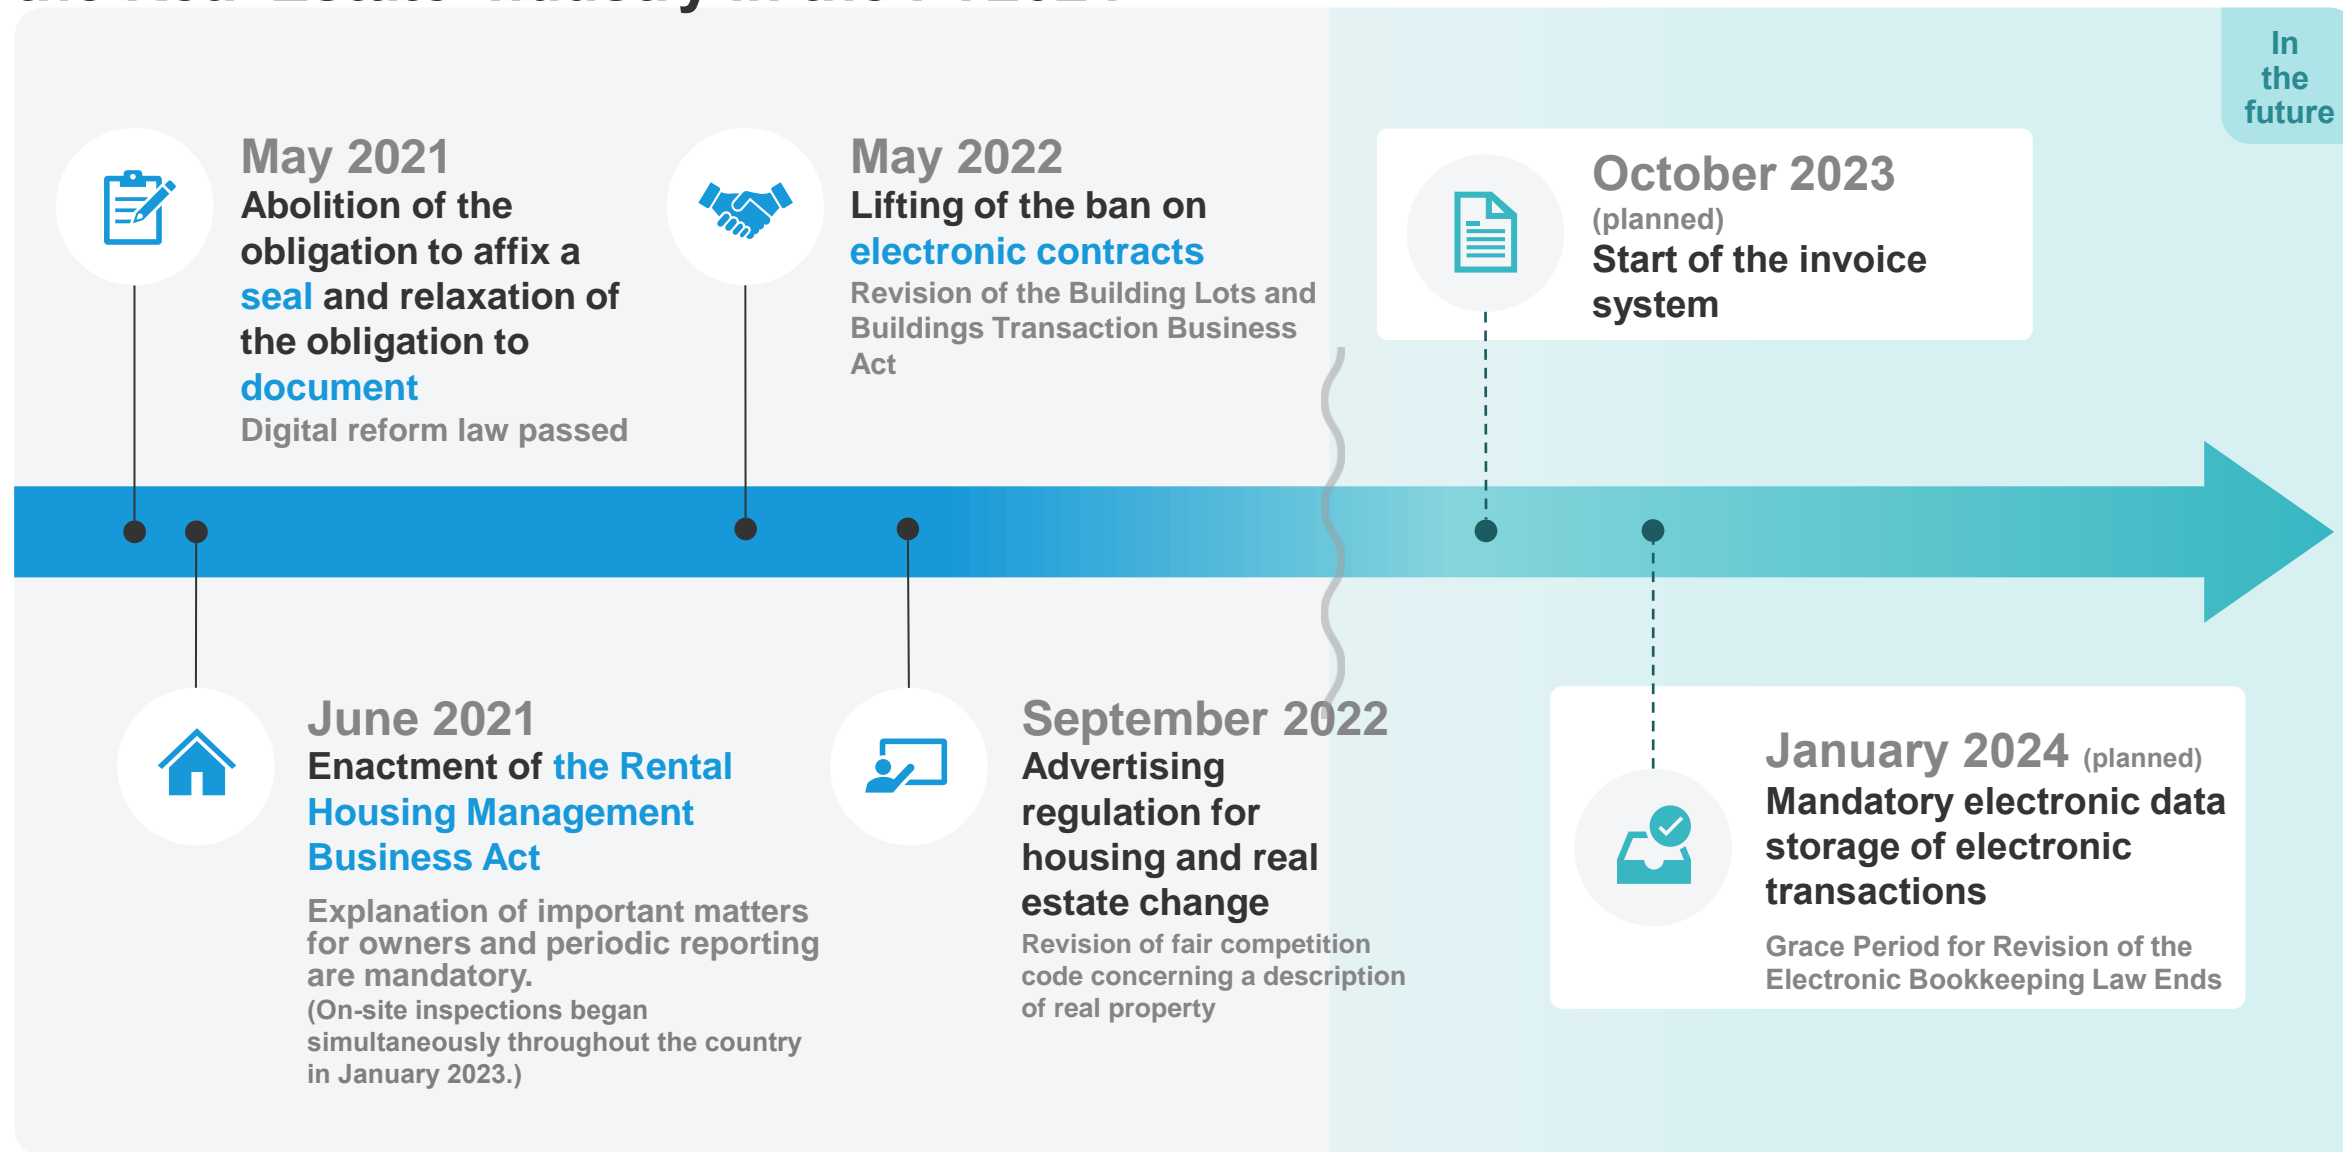 In
the
future
May 2021
Abolition of the
obligation to affix a
seal and relaxation of
the obligation to
document
Digital reform law passed
May 2022
Lifting of the ban on
electronic contracts
Revision of the Building Lots and
Buildings Transaction Business
Act
October 2023
(planned)
Start of the invoice
system
June 2021
Enactment of the Rental
Housing Management
Business Act
Explanation of important matters
for owners and periodic reporting
are mandatory.
(On-site inspections began
simultaneously throughout the country
in January 2023.)
September 2022
Advertising
regulation for
housing and real
estate change
Revision of fair competition
code concerning a description
of real property
January 2024 (planned)
Mandatory electronic data
storage of electronic
transactions
Grace Period for Revision of the
Electronic Bookkeeping Law Ends